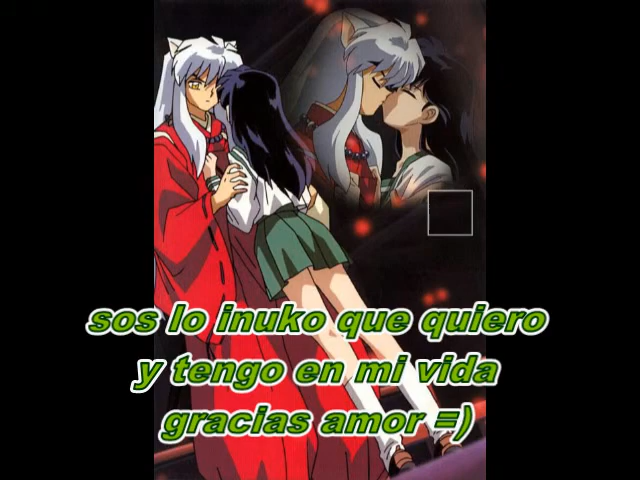 sos lo inuko que quiero
y tengo en mi vida
gracias amor =)